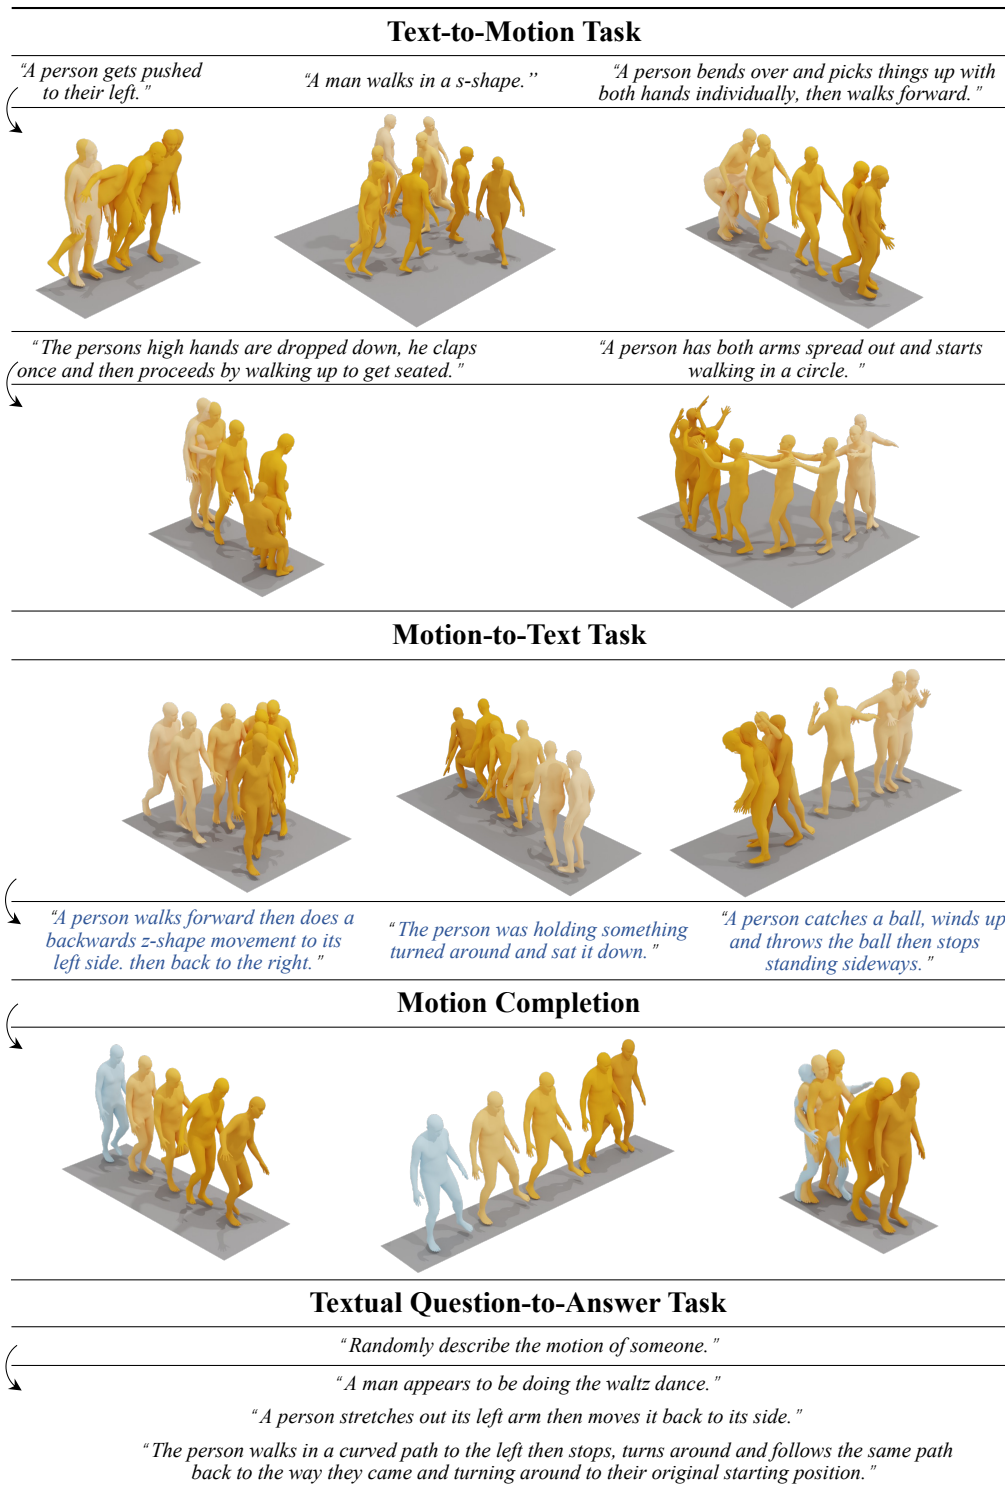 Text-to-Motion Task
“A person gets pushed
to their left.”
“A man walks in a s-shape.”
“A person bends over and picks things up with
both hands individually, then walks forward.”
“The persons high hands are dropped down, he claps
once and then proceeds by walking up to get seated.”
“A person has both arms spread out and starts
walking in a circle. ”
Motion-to-Text Task
“A person walks forward then does a
backwards z-shape movement to its
left side. then back to the right.”
“The person was holding something
turned around and sat it down.”
“A person catches a ball, winds up
and throws the ball then stops
standing sideways.”
Motion Completion
Textual Question-to-Answer Task
“Randomly describe the motion of someone.”
“A man appears to be doing the waltz dance.”
“A person stretches out its left arm then moves it back to its side.”
“The person walks in a curved path to the left then stops, turns around and follows the same path
back to the way they came and turning around to their original starting position.”